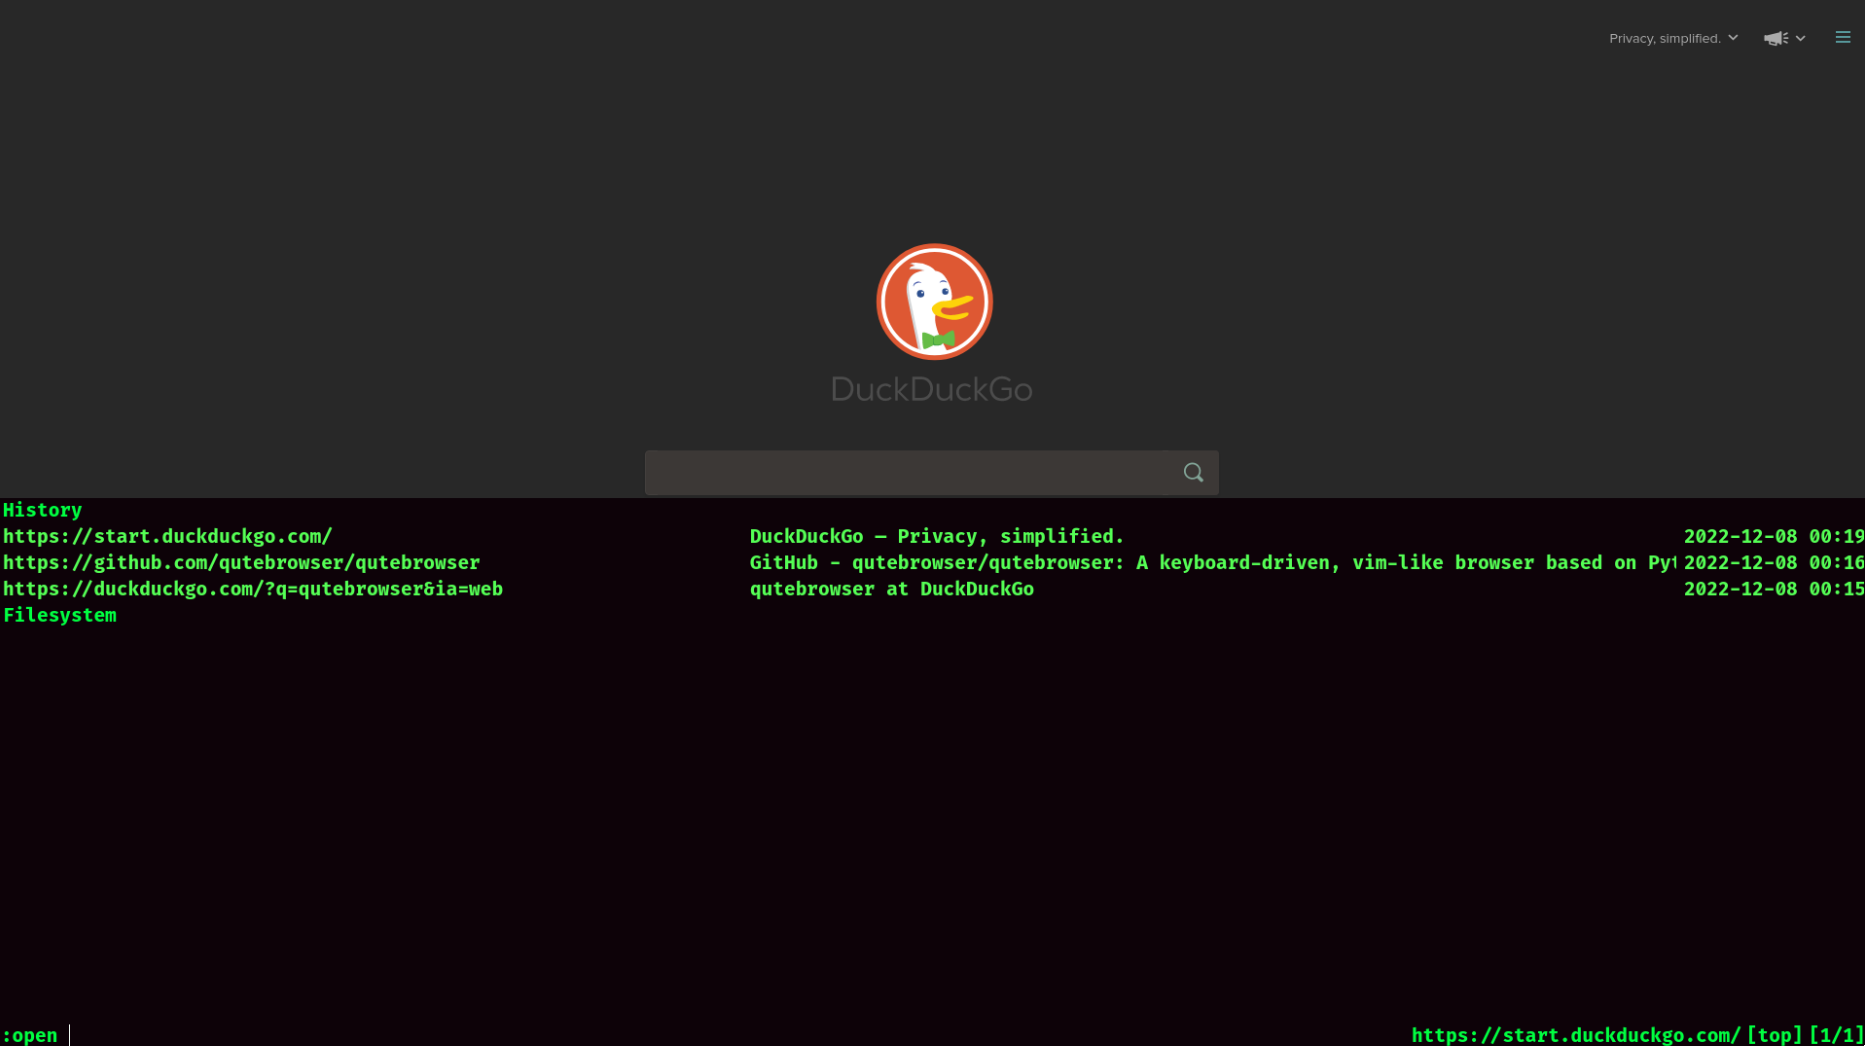 Privacy, simplified.
DuckDuckGo
History
https://start.duckduckgo.com/ DuckDuckGo — Privacy, simplified. 2022-12-08 00:19
https://github.com/qutebrowser/qutebrowser GitHub - qutebrowser/qutebrowser: A keyboard-driven, vim-like browser based on Pyt 2022-12-08 00:16
https://duckduckgo.com/?q=qutebrowser&ia=web qutebrowser at DuckDuckGo 2022-12-08 00:15
Filesystem
:open https://start.duckduckgo.com/ [top] [1/1]